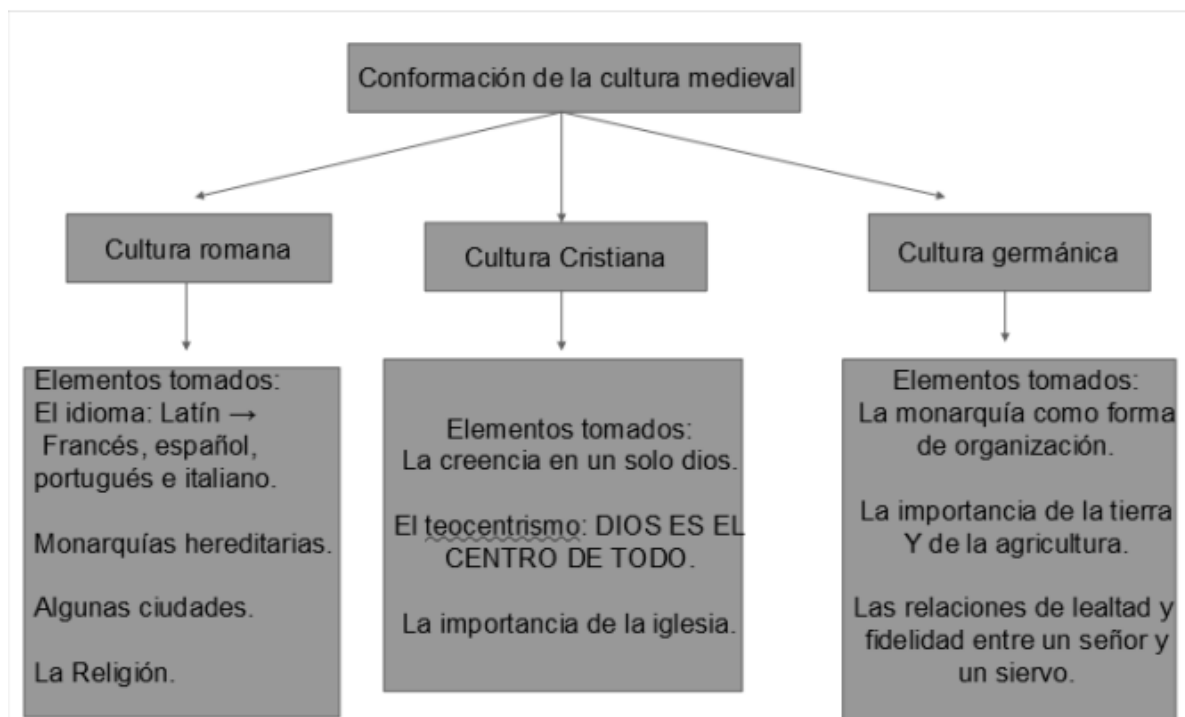 Conformación de la cultura medieval
Cultura romana
Cultura Cristiana
Cultura germánica
Elementos tomados:
El idioma: Latín →
Francés, español,
portugués e italiano.
Monarquías hereditarias.
Algunas ciudades.
La Religión.
Elementos tomados:
La creencia en un solo dios.
El teocentrismo: DIOS ES EL
CENTRO DE TODO.
La importancia de la iglesia.
Elementos tomados:
La monarquía como forma
de organización.
La importancia de la tierra
Y de la agricultura.
Las relaciones de lealtad y
fidelidad entre un señor y
un siervo.